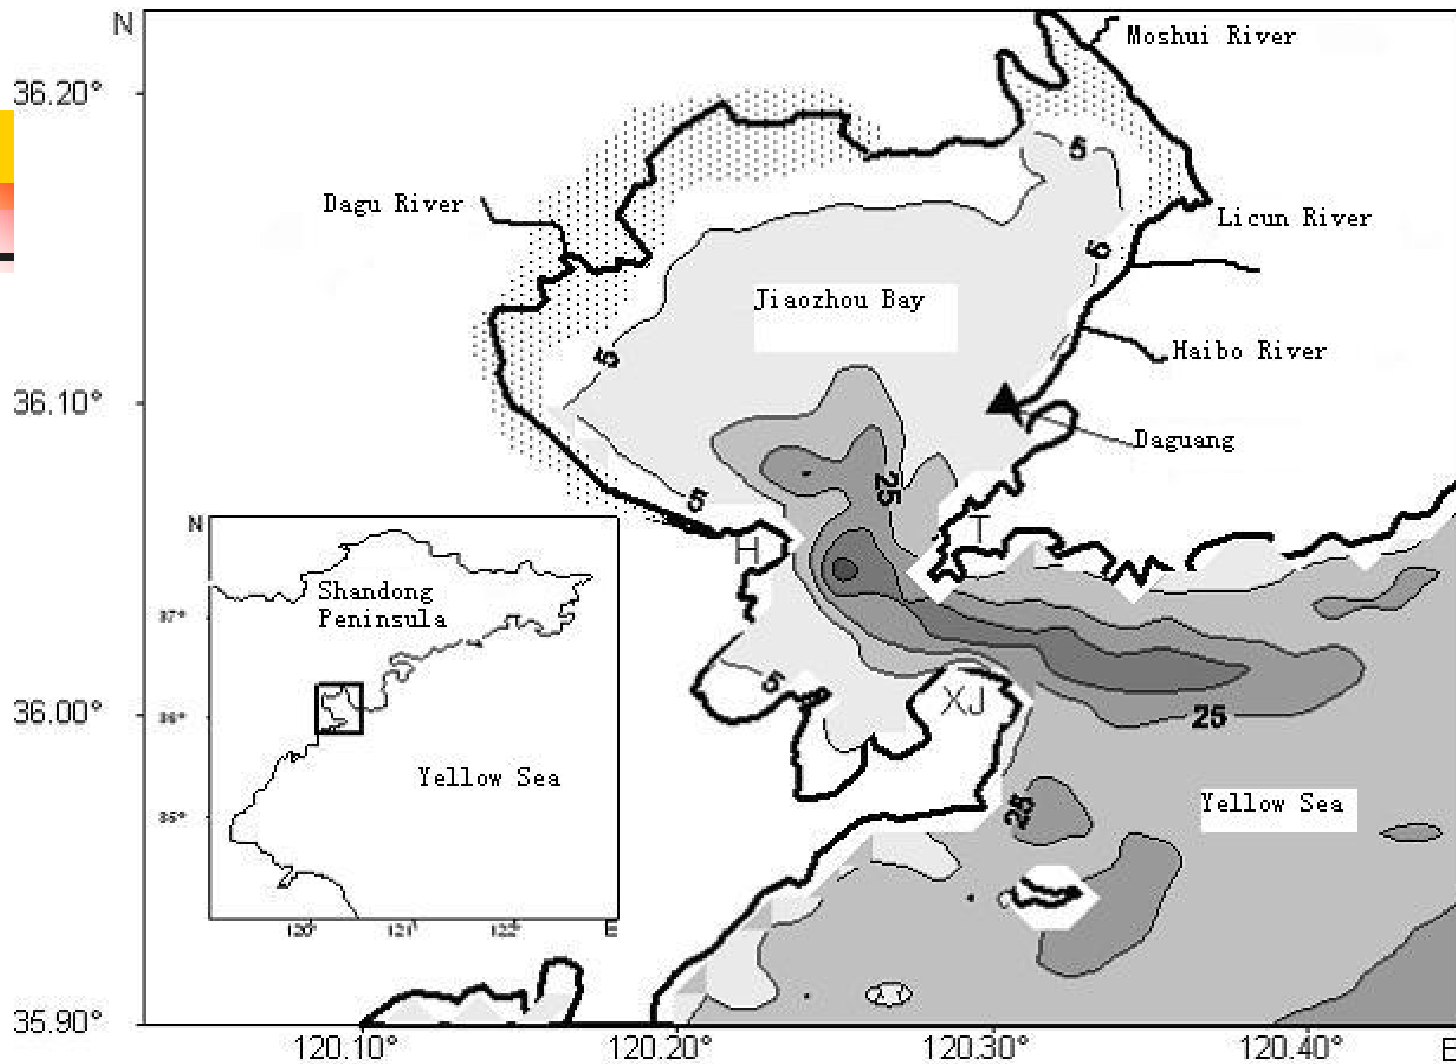 N
Moshui River
36.20°
5
Dagu River
Licun River
5
Jiaozhou Bay
5
Haibo River
36.10°
Daguang
25
5
T
H
N
Shandong
Peninsula
37°
5
XJ
36.00°
25
36°
Yellow Sea
25
Yellow Sea
35°
120°
121°
122°
E
35.90°
120.10°
120.20°
120.30°
120.40°
E